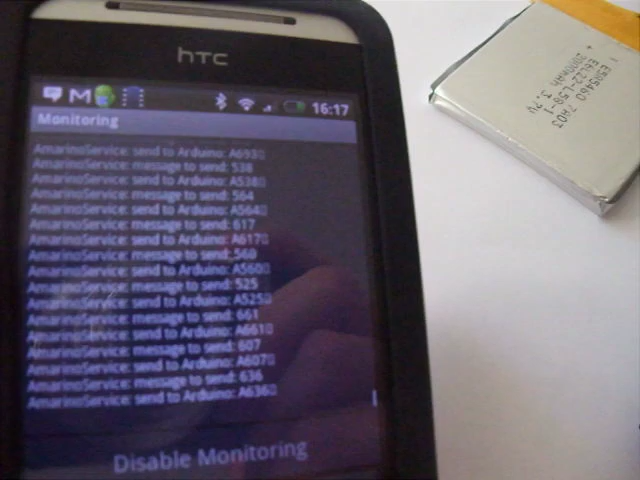 hTC
16:17
Monitoring
AmarinoService: send to Arduino: A693
AmarinoService: message to send: 538
AmarinoService: send to Arduino: A538
AmarinoService: message to send: 564
AmarinoService: send to Arduino: A564
AmarinoService: message to send: 617
AmarinoService: send to Arduino: A617
AmarinoService: message to send: 560
AmarinoService: send to Arduino: A560
AmarinoService: message to send: 525
AmarinoService: send to Arduino: A525
AmarinoService: message to send: 661
AmarinoService: send to Arduino: A661
AmarinoService: message to send: 607
AmarinoService: send to Arduino: A607
AmarinoService: message to send: 636
AmarinoService: send to Arduino: A636
Disable Monitoring
7A03
EBL22-L58-1
+ 2000mAh 3.7V